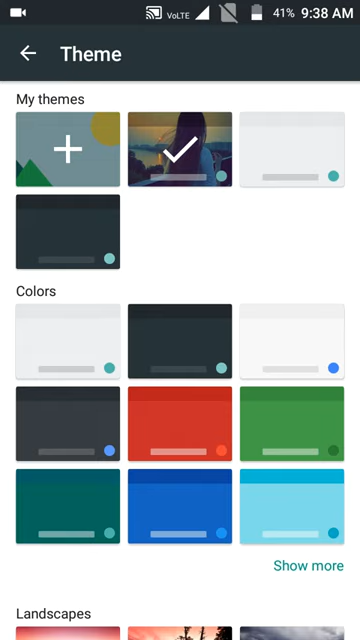 VoLTE 41% 9:38 AM
Theme
My themes
Colors
Show more
Landscapes